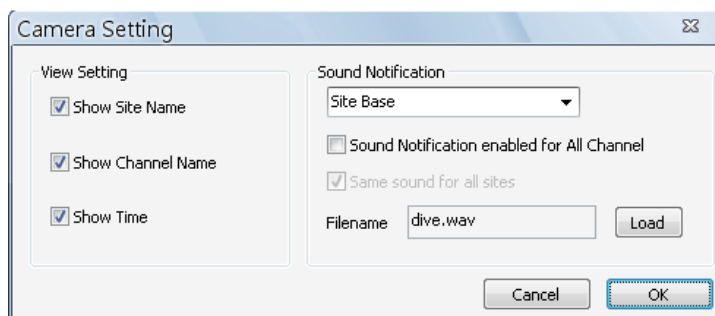 Camera Setting
View Setting
Show Site Name
Show Channel Name
Show Time
Sound Notification
Site Base
Sound Notification enabled for All Channel
Same sound for all sites
Filename dive.wav Load
Cancel OK